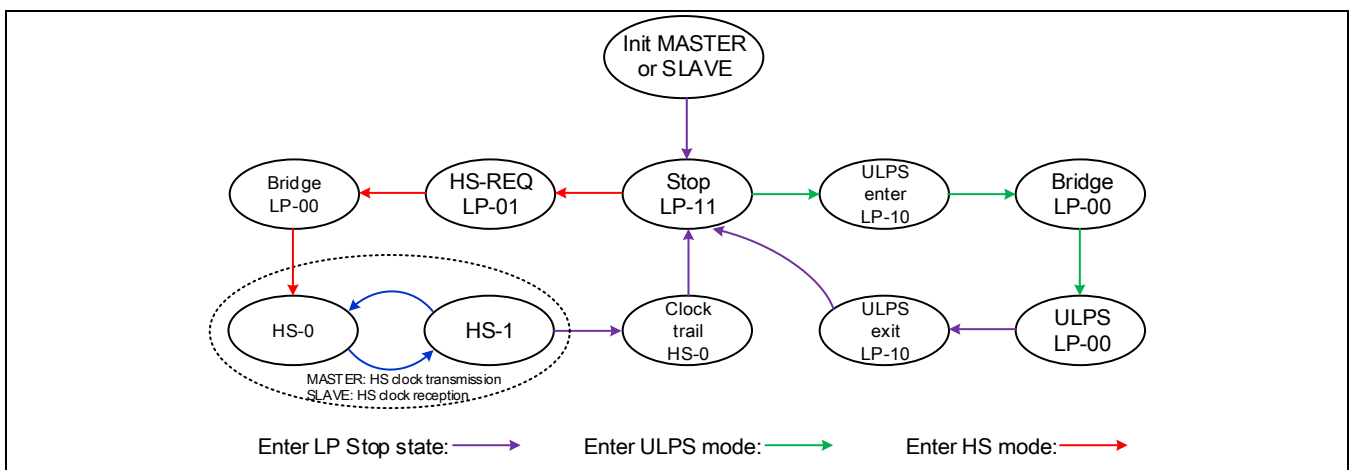 Init MASTER
or SLAVE
Bridge
LP-00
HS-REQ
LP-01
Stop
LP-11
ULPS
enter
LP-10
Bridge
LP-00
HS-0
HS-1
Clock
trail
HS-0
ULPS
exit
LP-10
ULPS
LP-00
MASTER: HS clock transmission
SLAVE: HS clock reception
Enter LP Stop state:
Enter ULPS mode:
Enter HS mode: